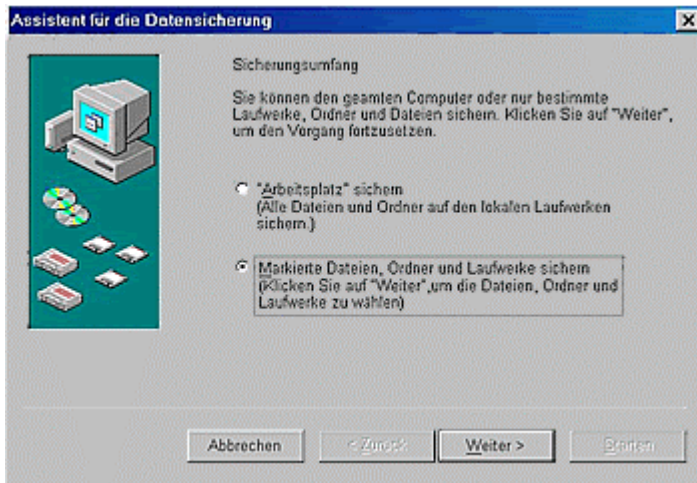 Assistent für die Datensicherung
Sicherungsumfang
Sie können den geamten Computer oder nur bestimmte
Laufwerke, Ordner und Dateien sichern. Klicken Sie auf "Weiter",
um den Vorgang fortzusetzen.
"Arbeitsplatz" sichern
(Alle Dateien und Ordner auf den lokalen Laufwerken
sichern.)
Markierte Dateien, Ordner und Laufwerke sichern
(Klicken Sie auf "Weiter",um die Dateien, Ordner und
Laufwerke zu wählen)
Abbrechen
< Zurück
Weiter >
Starten